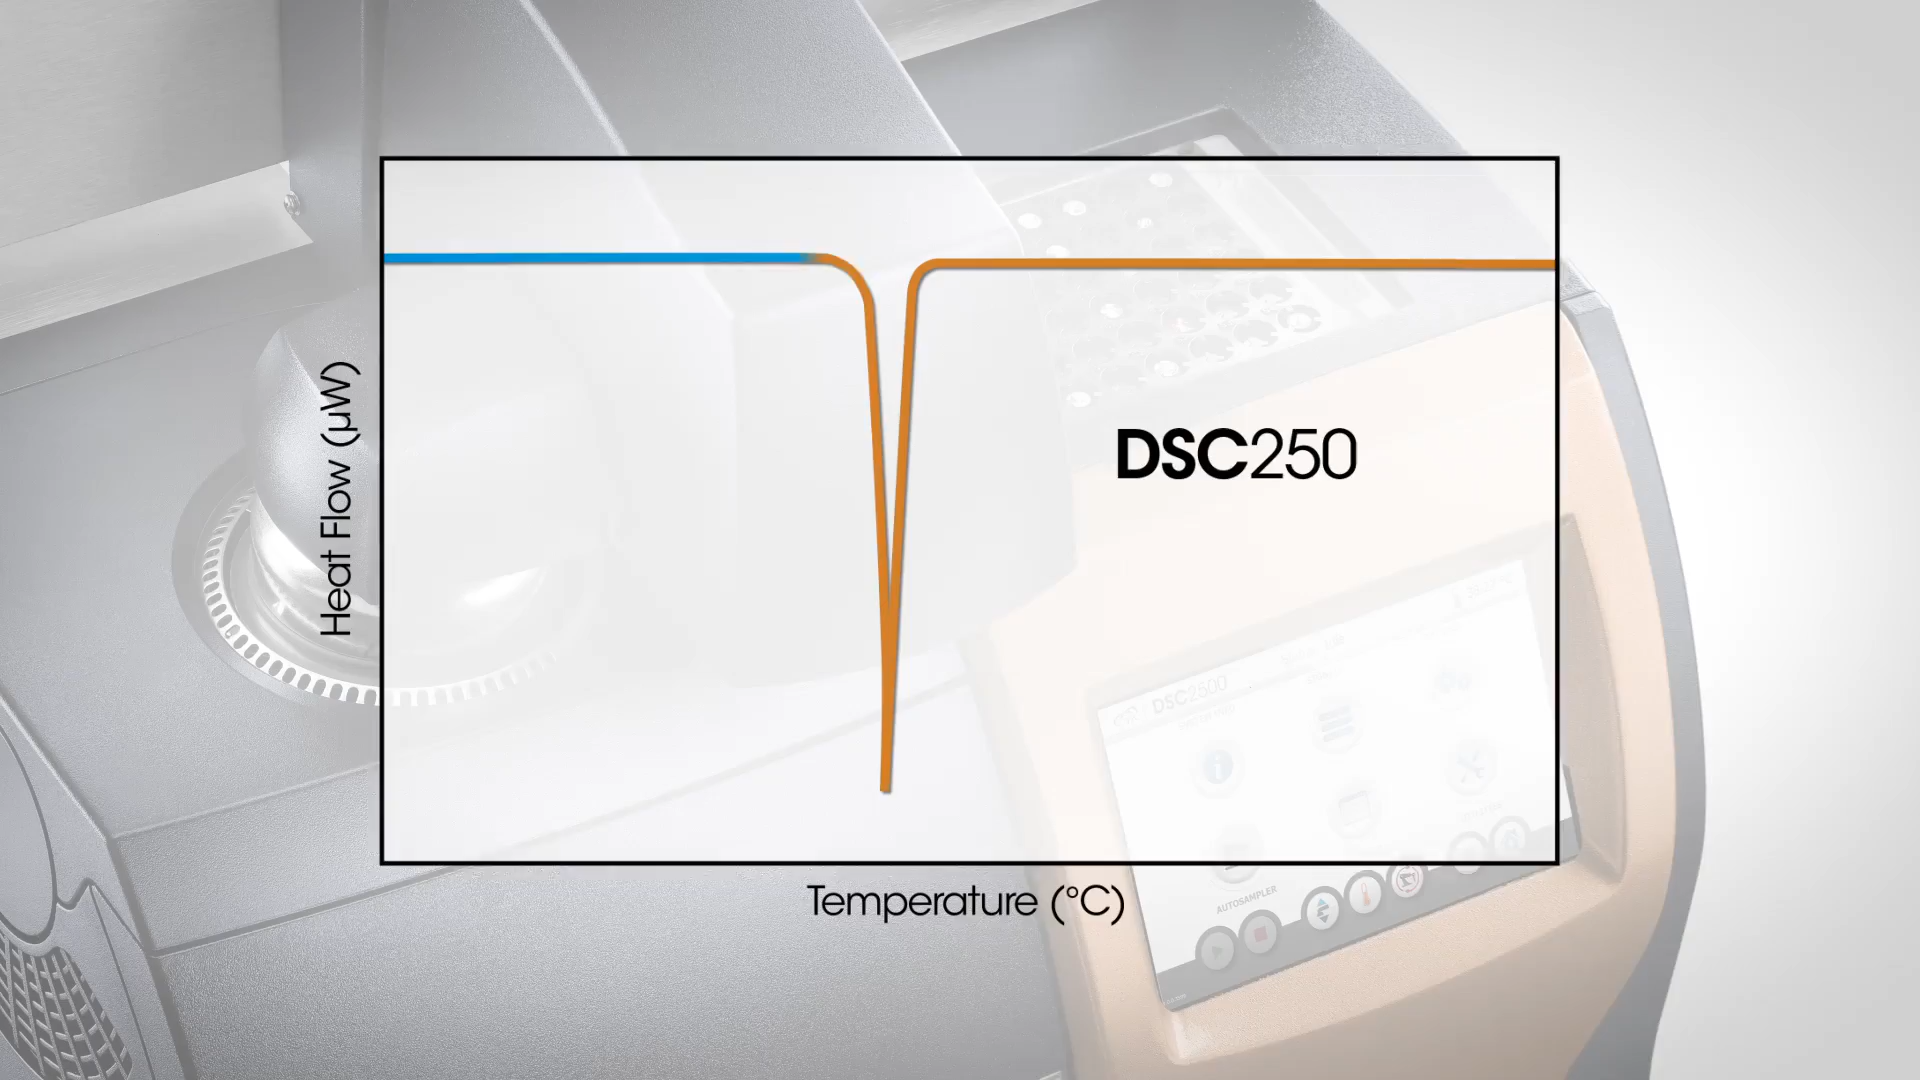 Heat Flow (µW)
DSC250
DSC2500
AUTOSAMPLER
Temperature (°C)